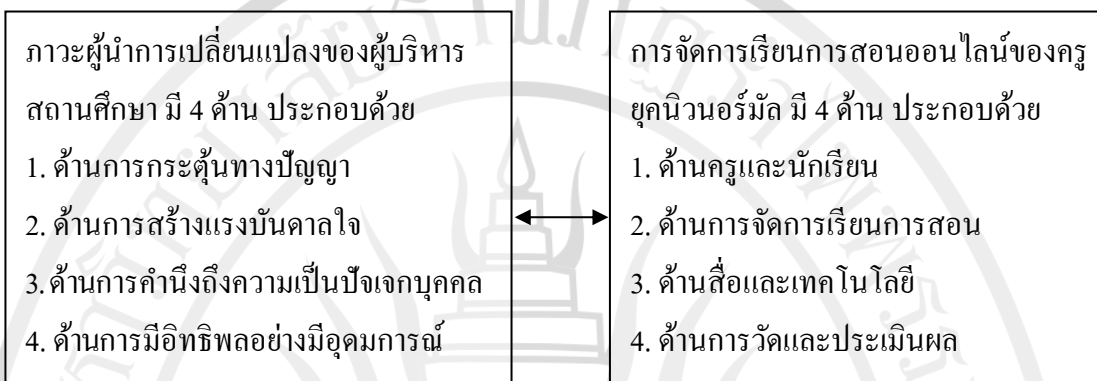 ภาวะผู้นำการเปลี่ยนแปลงของผู้บริหาร
สถานศึกษา มี 4 ด้าน ประกอบด้วย
1. ด้านการกระตุ้นทางปัญญา
2. ด้านการสร้างแรงบันดาลใจ
3. ด้านการคำนึงถึงความเป็นปัจเจกบุคคล
4. ด้านการมีอิทธิพลอย่างมีอุดมการณ์
การจัดการเรียนการสอนออนไลน์ของครู
ยุคนิวนอร์มัล มี 4 ด้าน ประกอบด้วย
1. ด้านครูและนักเรียน
2. ด้านการจัดการเรียนการสอน
3. ด้านสื่อและเทคโนโลยี
4. ด้านการวัดและประเมินผล